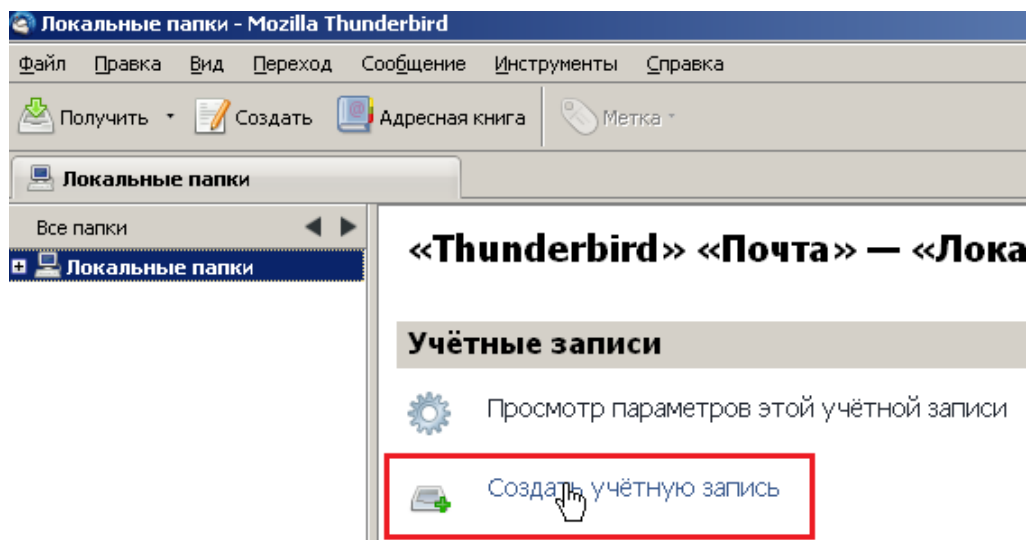 Локальные папки - Mozilla Thunderbird
Файл Правка Вид Переход Сообщение Инструменты Справка
Получить Создать Адресная книга Метка
Локальные папки
Все папки
Локальные папки
«Thunderbird» «Почта» — «Лока
Учётные записи
Просмотр параметров этой учётной записи
Создать учётную запись